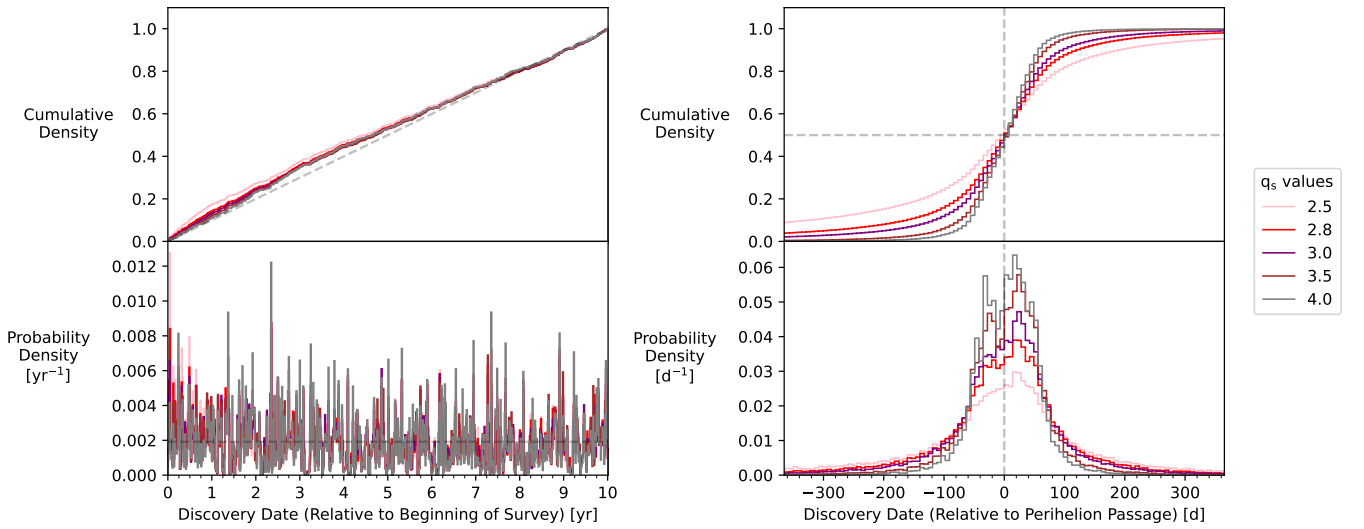 Cumulative
Density
1.0
0.8
0.6
0.4
0.2
0.0
Probability
Density
[yr⁻¹]
0.012
0.010
0.008
0.006
0.004
0.002
0.000
0 1 2 3 4 5 6 7 8 9 10
Discovery Date (Relative to Beginning of Survey) [yr]
Cumulative
Density
1.0
0.8
0.6
0.4
0.2
0.0
Probability
Density
[d⁻¹]
0.06
0.05
0.04
0.03
0.02
0.01
0.00
−300 −200 −100 0 100 200 300
Discovery Date (Relative to Perihelion Passage) [d]
qₛ values
2.5
2.8
3.0
3.5
4.0